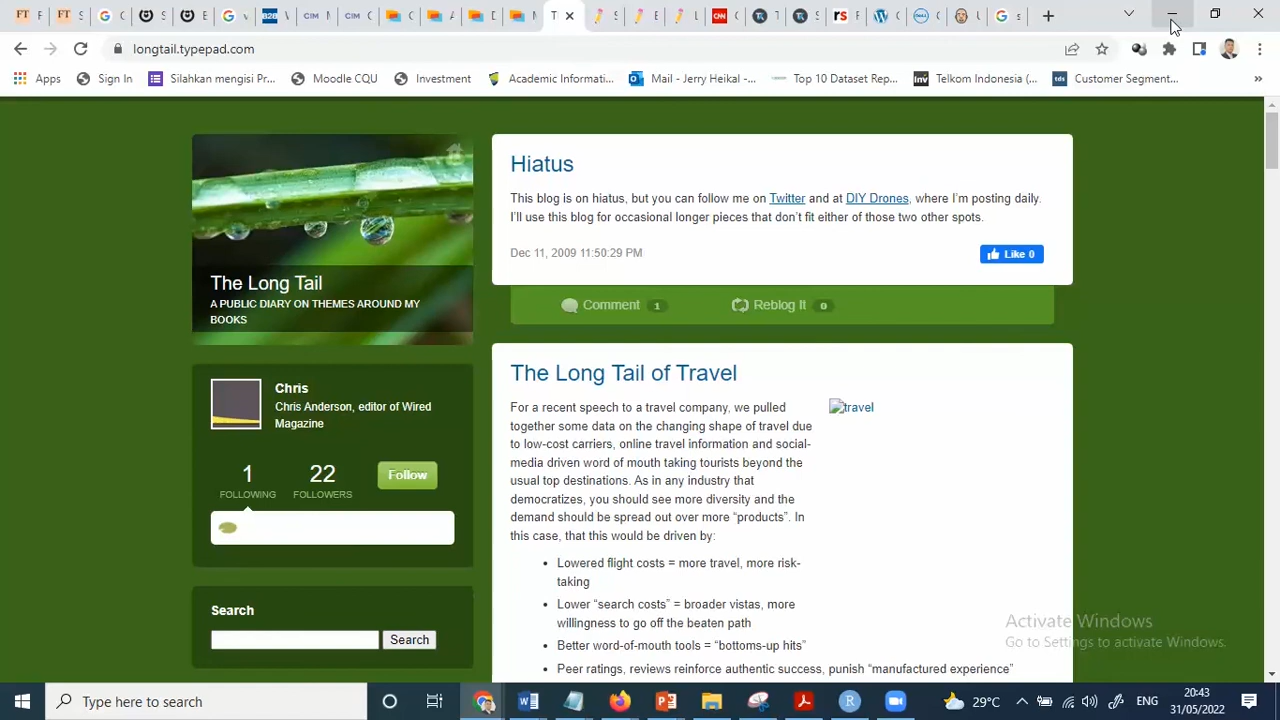 longtail.typepad.com
Apps
Sign In
Silahkan mengisi Pr...
Moodle CQU
Investment
Academic Informati...
Mail - Jerry Heikal -...
Top 10 Dataset Rep...
Telkom Indonesia (...
Customer Segment...
The Long Tail
A PUBLIC DIARY ON THEMES AROUND MY
BOOKS
Chris
Chris Anderson, editor of Wired
Magazine
1
FOLLOWING
22
FOLLOWERS
Follow
Search
Search
Hiatus
This blog is on hiatus, but you can follow me on Twitter and at DIY Drones, where I'm posting daily.
I'll use this blog for occasional longer pieces that don't fit either of those two other spots.
Dec 11, 2009 11:50:29 PM
Like 0
Comment 1
Reblog It 0
The Long Tail of Travel
travel
For a recent speech to a travel company, we pulled
together some data on the changing shape of travel due
to low-cost carriers, online travel information and social-
media driven word of mouth taking tourists beyond the
usual top destinations. As in any industry that
democratizes, you should see more diversity and the
demand should be spread out over more “products”. In
this case, that this would be driven by:
• Lowered flight costs = more travel, more risk-
taking
• Lower “search costs” = broader vistas, more
willingness to go off the beaten path
• Better word-of-mouth tools = “bottoms-up hits”
• Peer ratings, reviews reinforce authentic success, punish “manufactured experience”
Activate Windows
Go to Settings to activate Windows.
Type here to search
29°C
ENG
20:43
31/05/2022